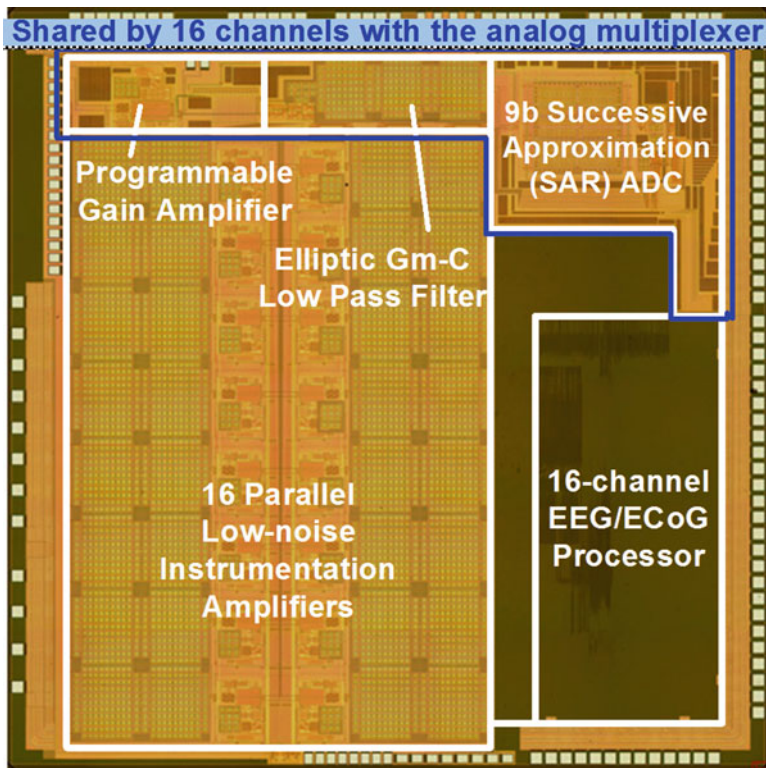 Shared by 16 channels with the analog multiplexer
9b Successive
Approximation
(SAR) ADC
Programmable
Gain Amplifier
Elliptic Gm-C
Low Pass Filter
16 Parallel
Low-noise
Instrumentation
Amplifiers
16-channel
EEG/ECoG
Processor